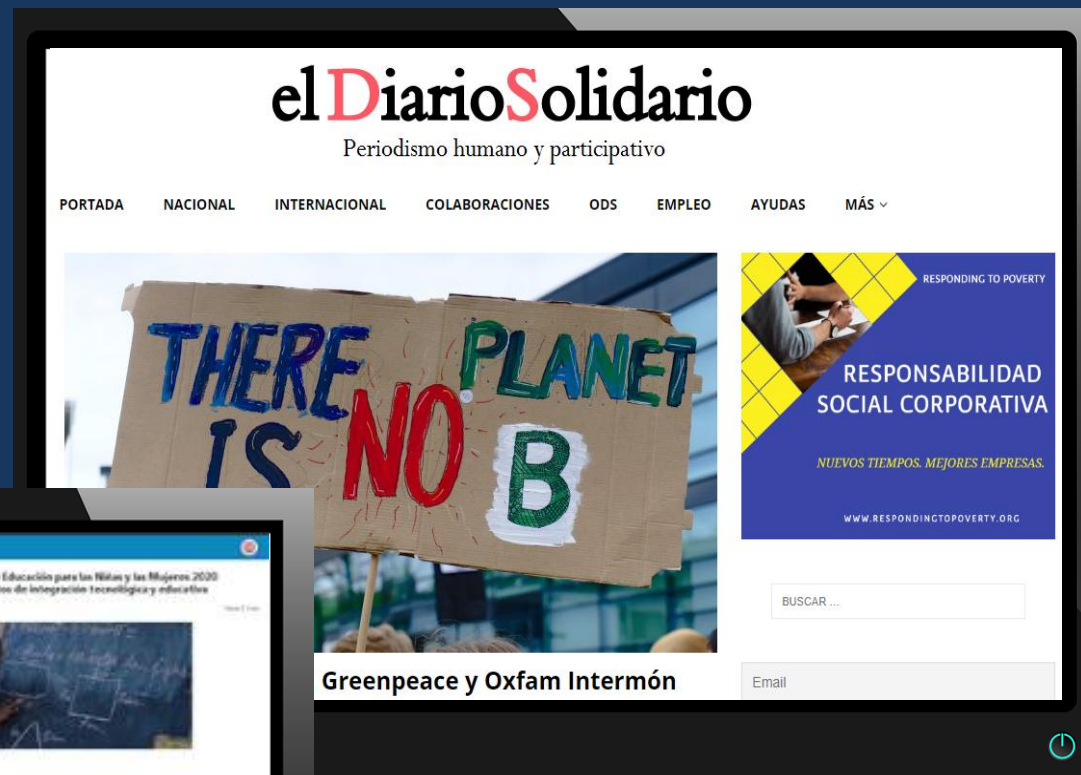 el DiarioSolidario
Periodismo humano y participativo
PORTADA NACIONAL INTERNACIONAL COLABORACIONES ODS EMPLEO AYUDAS MÁS
THERE IS NO PLANET B
RESPONDING TO POVERTY
RESPONSABILIDAD
SOCIAL CORPORATIVA
NUEVOS TIEMPOS. MEJORES EMPRESAS.
WWW.RESPONDINGTOPOVERTY.ORG
BUSCAR ...
Greenpeace y Oxfam Intermón
Email
Educación para las Niñas y las Mujeres 2020
de integración tecnológica y educativa